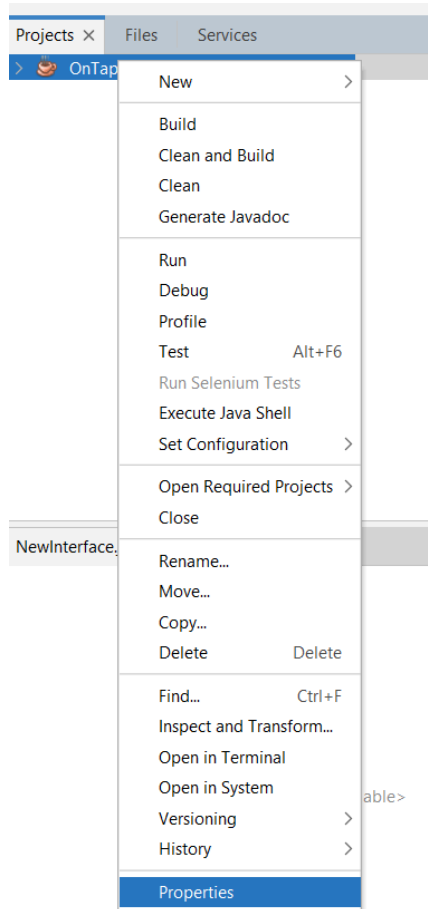 Projects × Files Services
OnTap
New
Build
Clean and Build
Clean
Generate Javadoc
Run
Debug
Profile
Test Alt+F6
Run Selenium Tests
Execute Java Shell
Set Configuration
Open Required Projects
Close
NewInterface.
Rename...
Move...
Copy...
Delete Delete
Find... Ctrl+F
Inspect and Transform...
Open in Terminal
Open in System
able>
Versioning
History
Properties